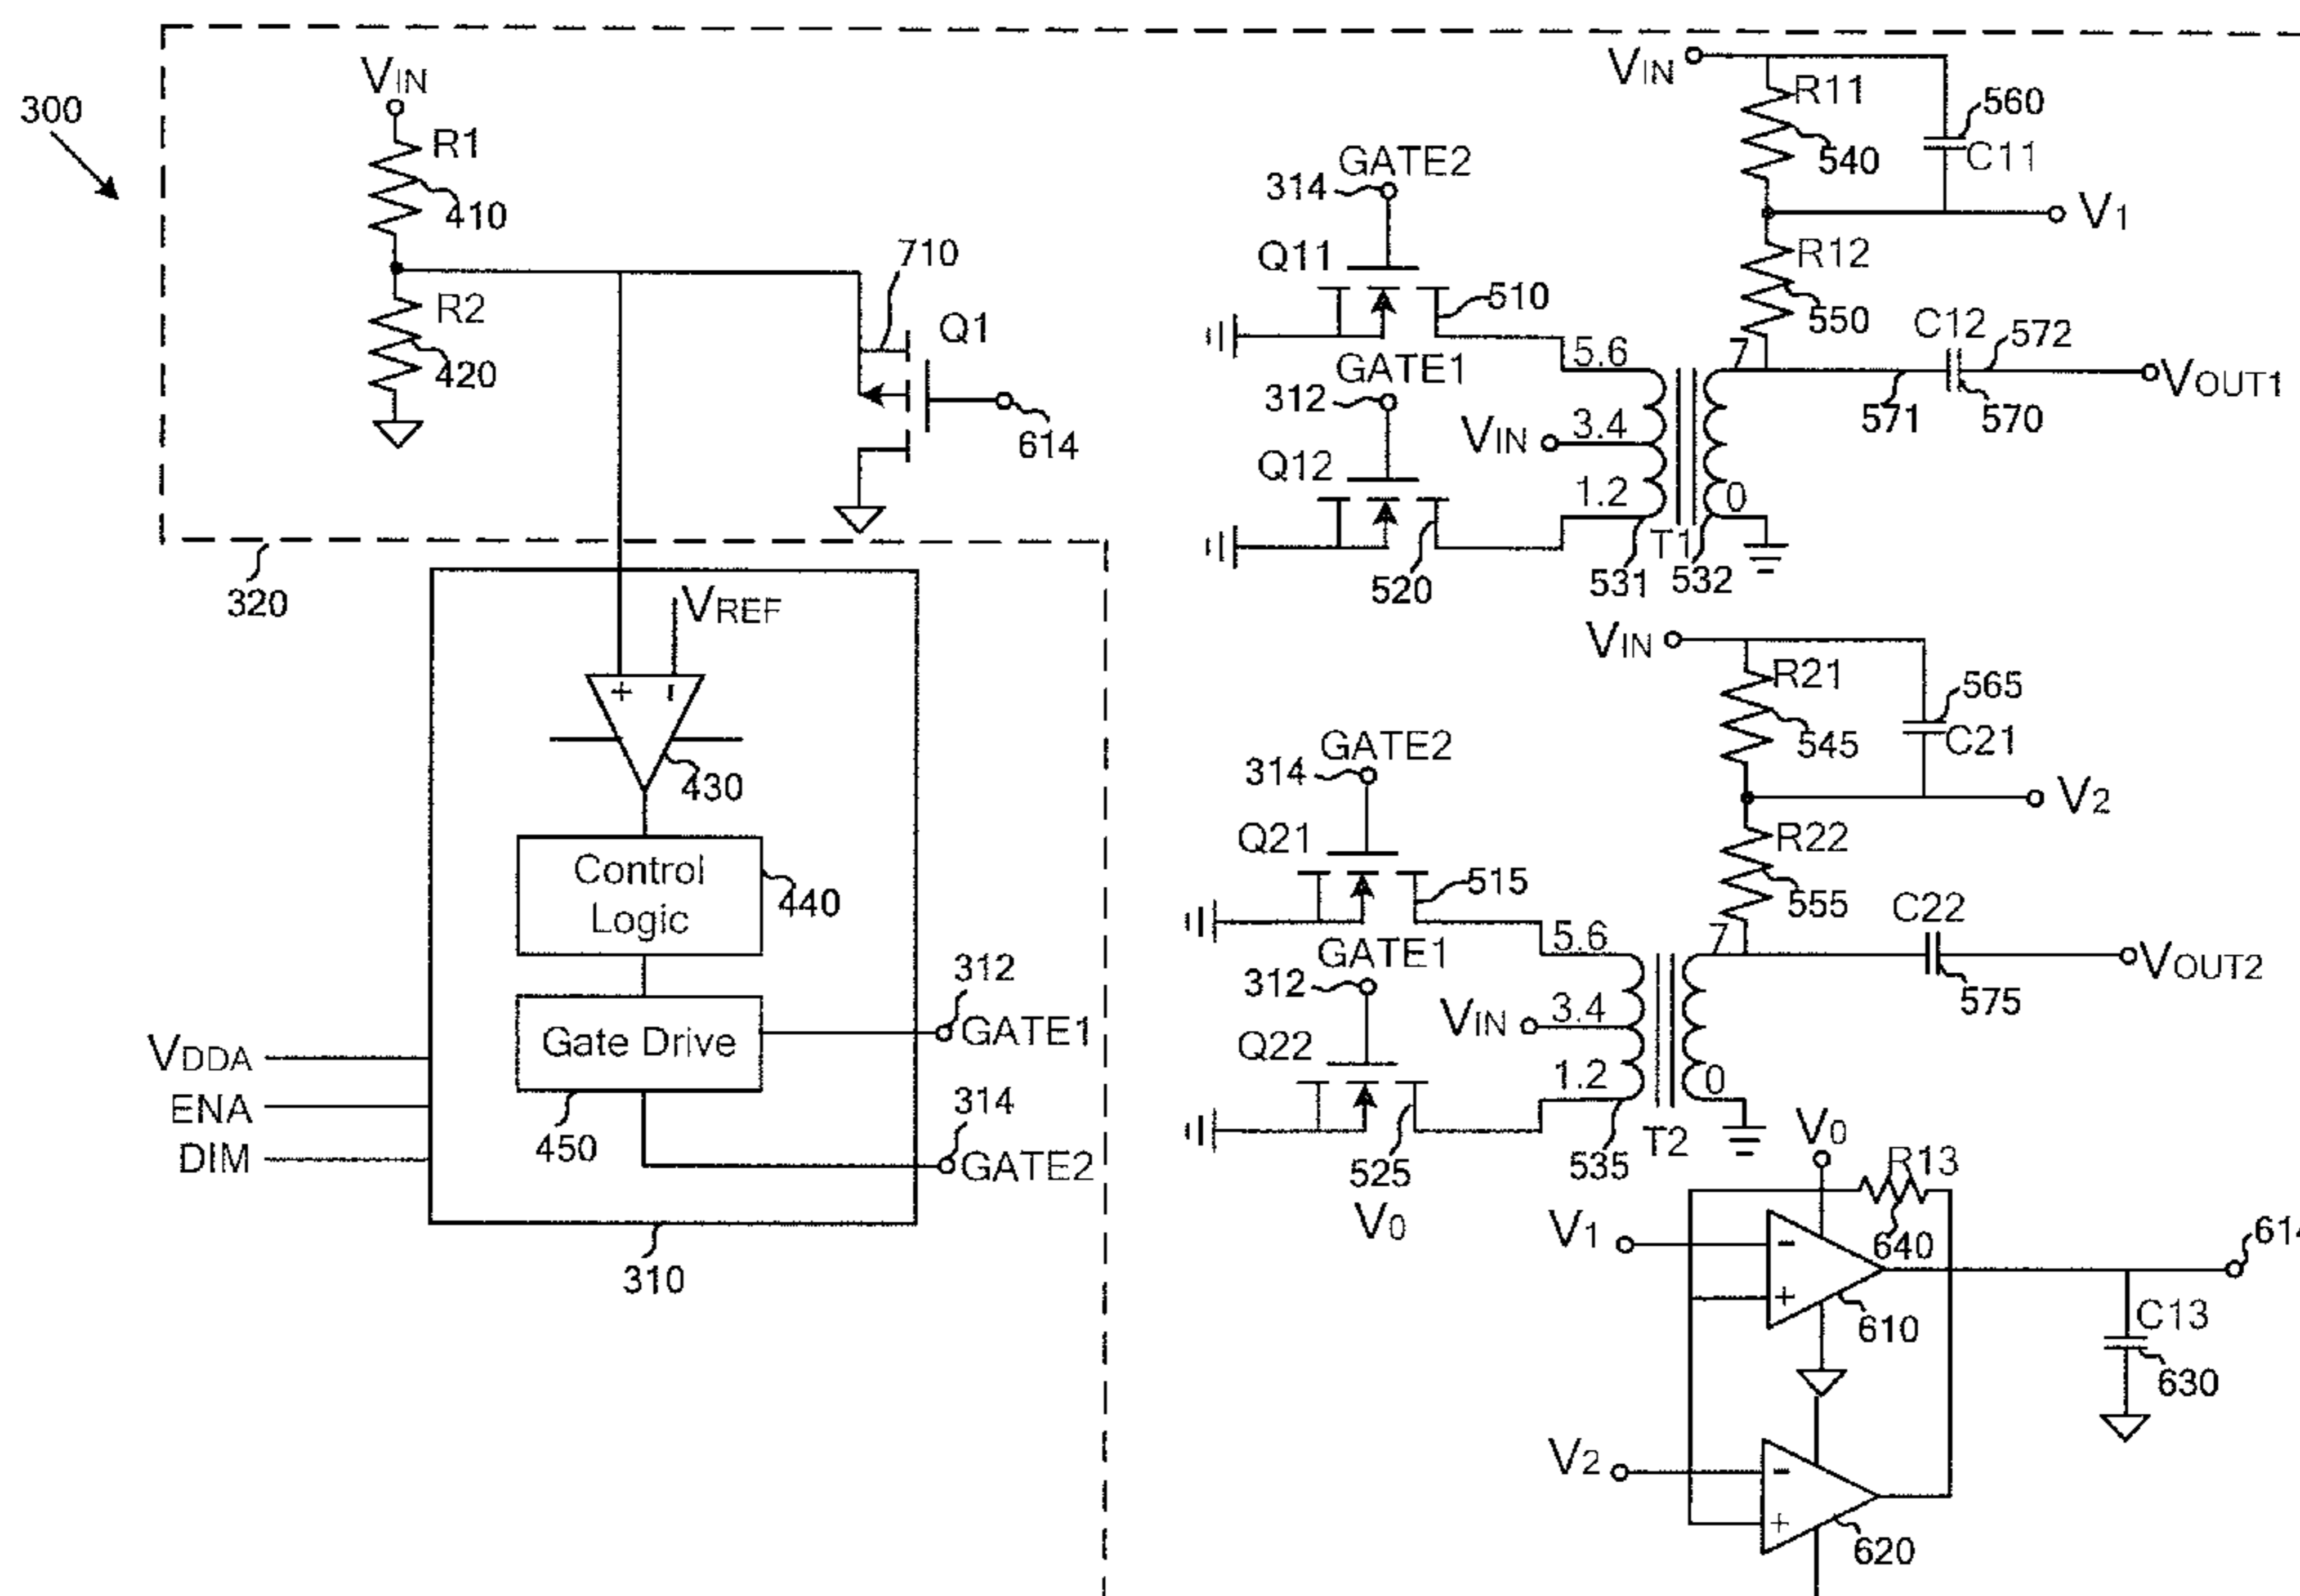 300
VIN
R1
410
R2
420
710
Q1
614
320
VREF
+
-
430
Control
Logic
440
Gate Drive
450
312
GATE1
314
GATE2
VDDA
ENA
DIM
310
VIN
R11
540
560
C11
V1
R12
550
GATE2
314
Q11
510
GATE1
312
Q12
520
5.6
VIN
3.4
1.2
531
T1
532
7
0
C12
572
571
570
VOUT1
VIN
R21
545
565
C21
V2
R22
555
GATE2
314
Q21
515
GATE1
312
Q22
525
5.6
VIN
3.4
1.2
535
T2
7
0
C22
575
VOUT2
V0
V0
R13
640
V1
-
+
610
614
C13
630
V2
-
+
620